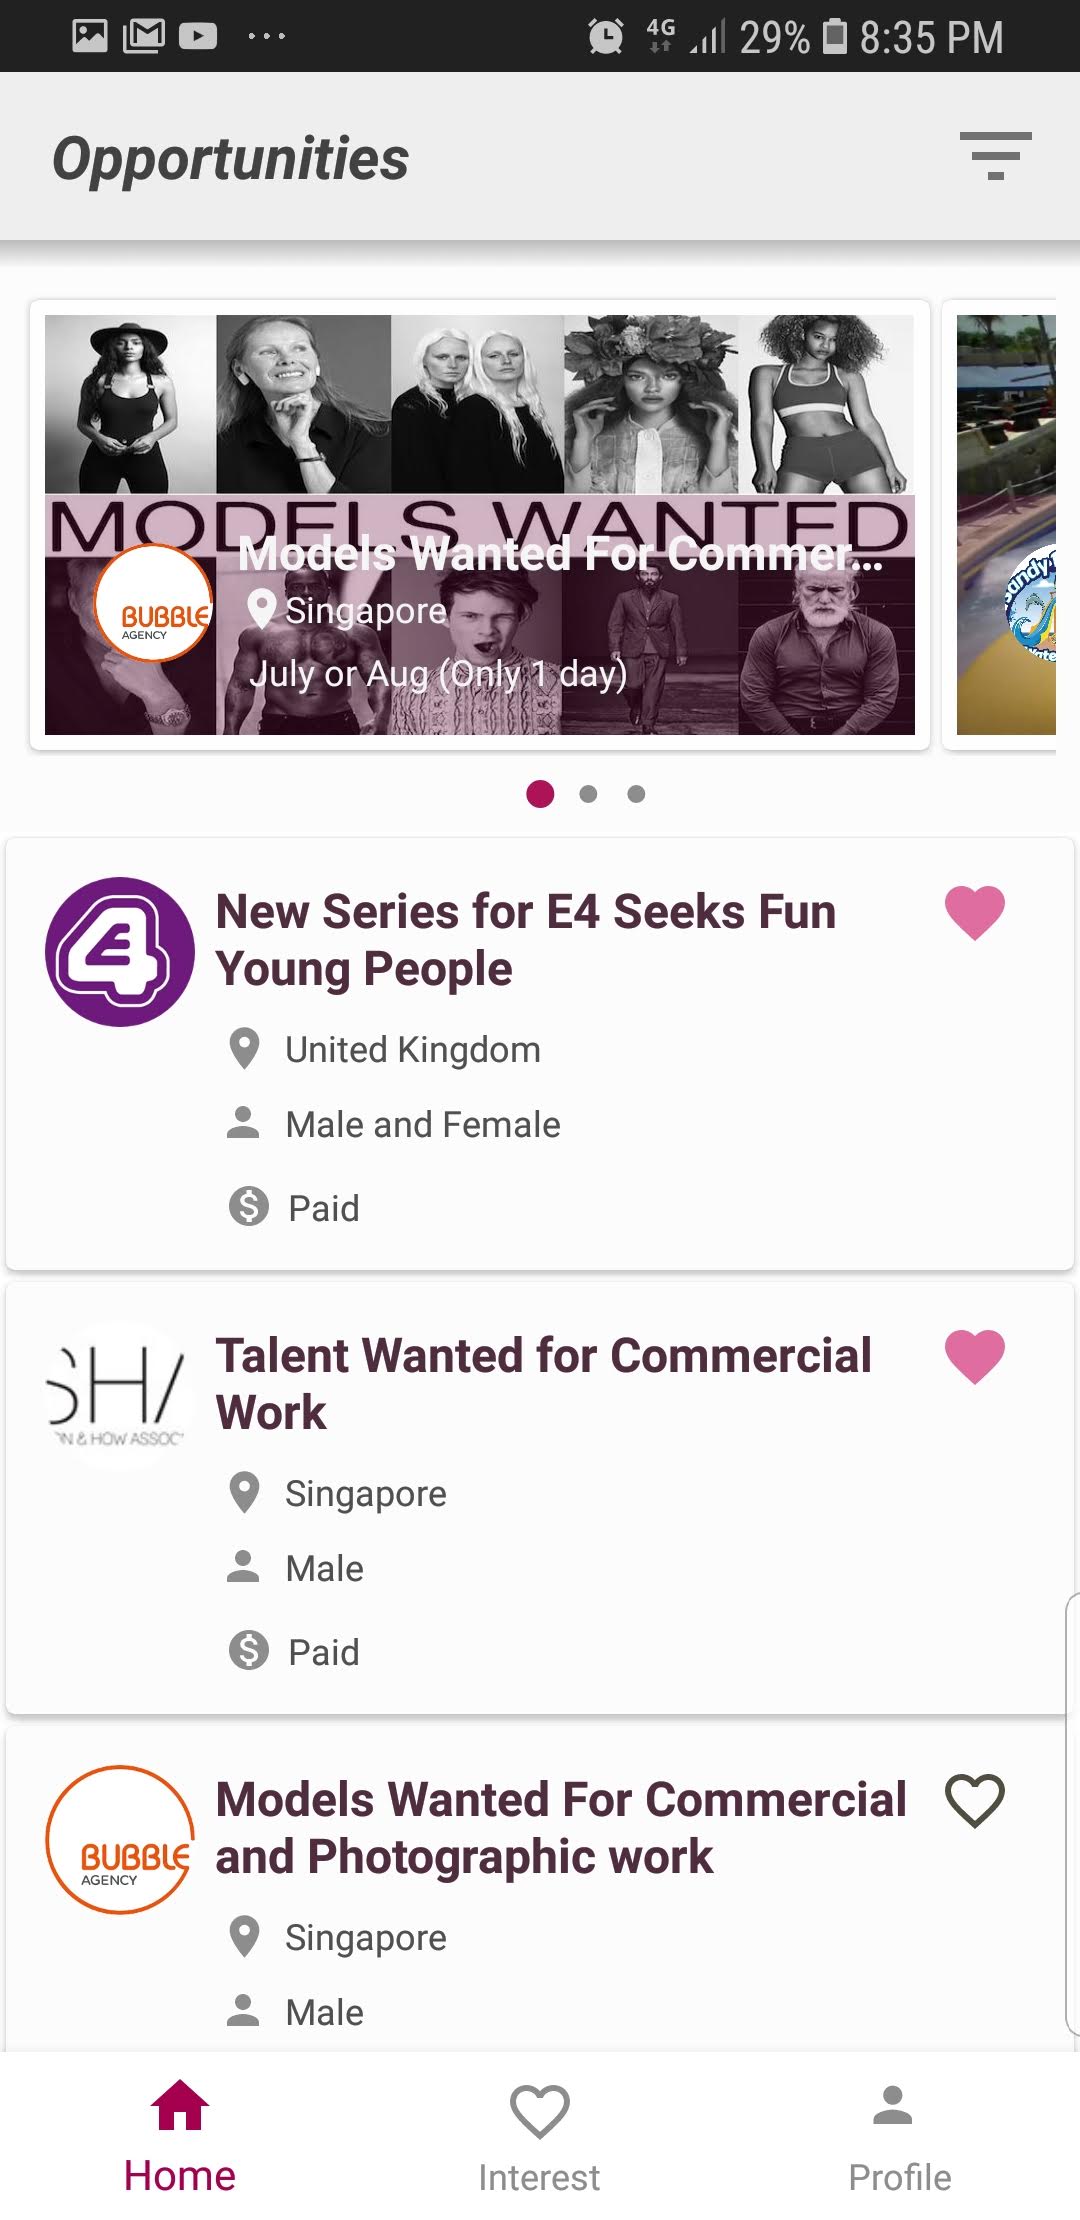 4G 29% 8:35 PM
Opportunities
MODELS WANTED
Models Wanted For Commer...
BUBBLE
AGENCY
Singapore
July or Aug (Only 1 day)
andy
New Series for E4 Seeks Fun
Young People
United Kingdom
Male and Female
Paid
Talent Wanted for Commercial
Work
SHA
N & HOW ASSOC
Singapore
Male
Paid
Models Wanted For Commercial
and Photographic work
BUBBLE
AGENCY
Singapore
Male
Home
Interest
Profile